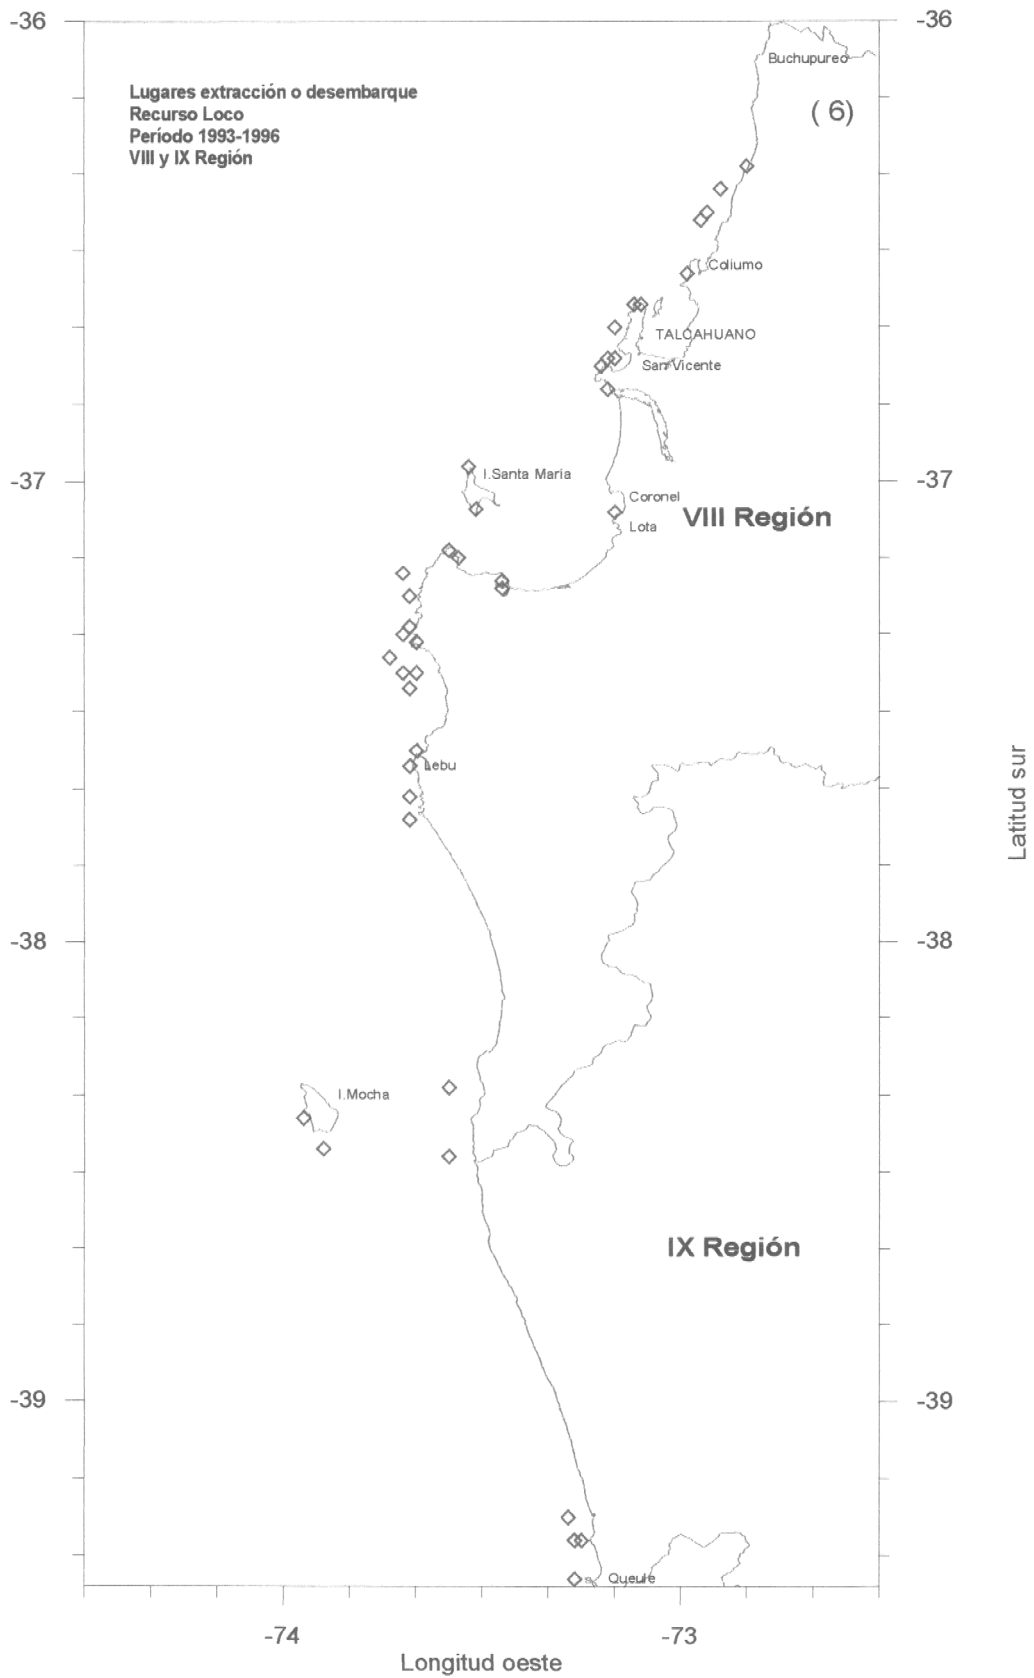 -36
-36
Buchupureo
Lugares extracción o desembarque
Recurso Loco
Período 1993-1996
VIII y IX Región
( 6)
Coliumo
TALCAHUANO
San Vicente
-37
-37
I.Santa Maria
Coronel
VIII Región
Lota
Lebu
Latitud sur
-38
-38
I.Mocha
IX Región
-39
-39
Queule
-74
-73
Longitud oeste